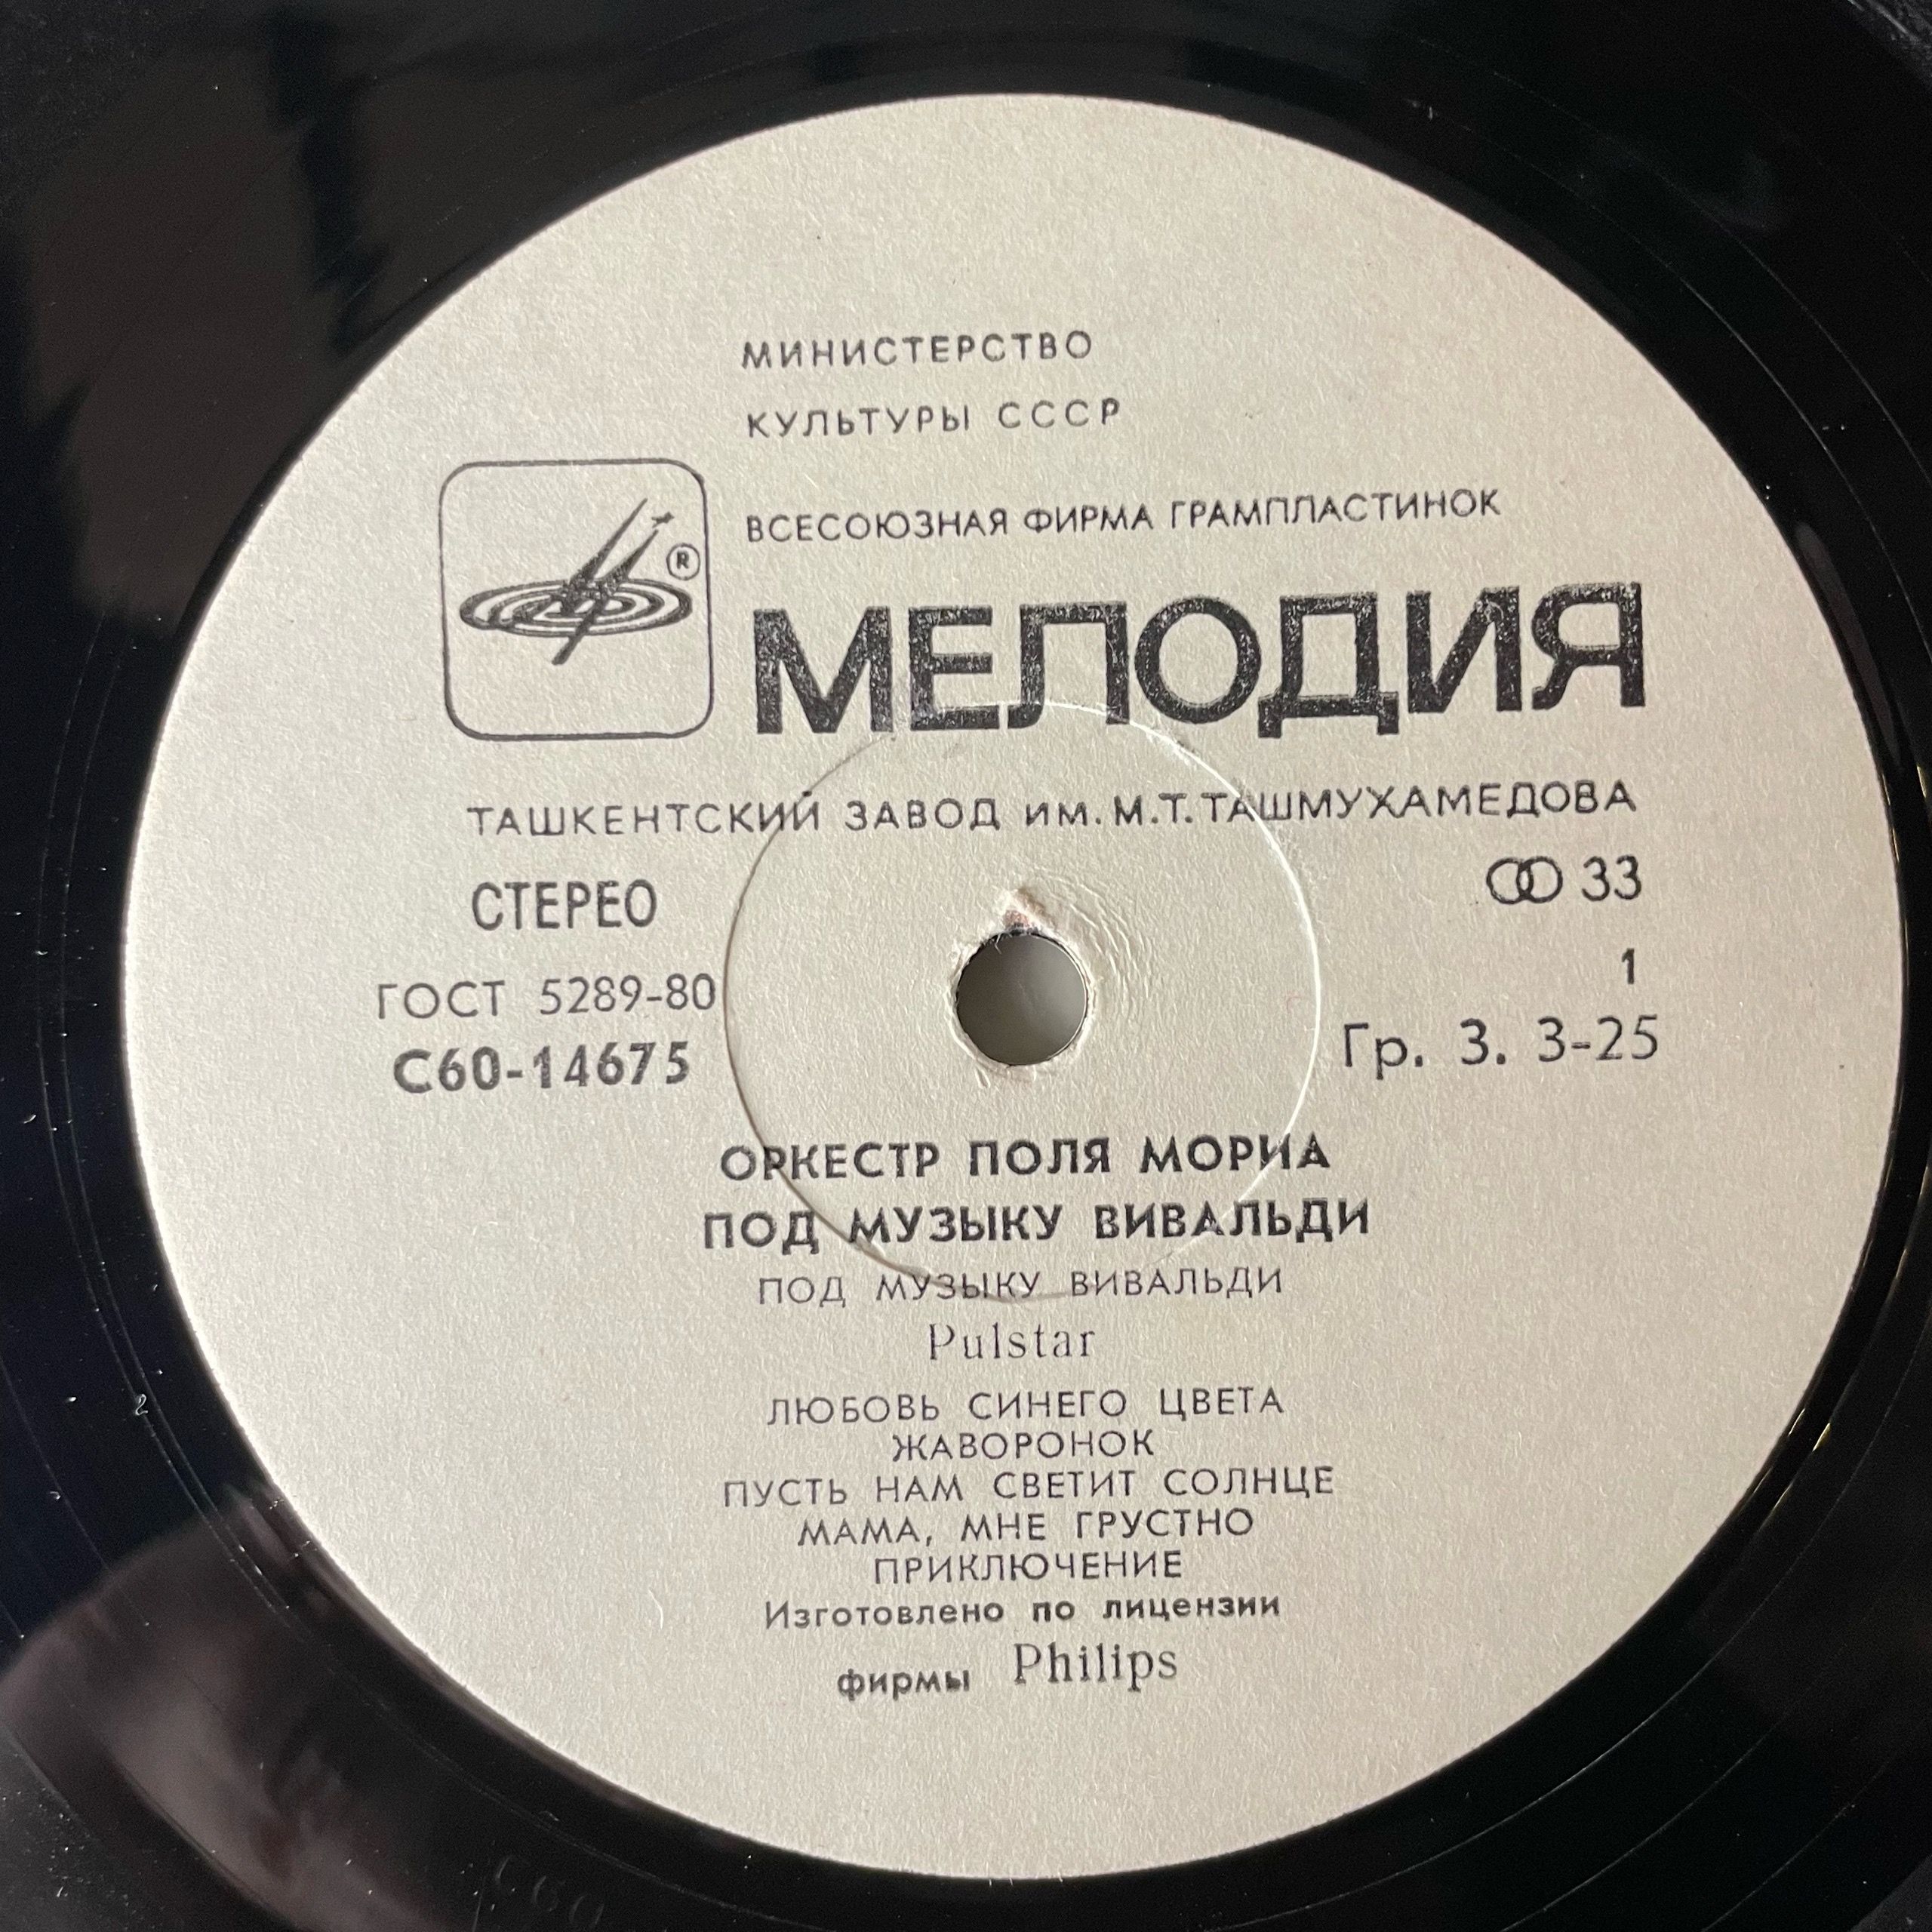 МИНИСТЕРСТВО
КУЛЬТУРЫ СССР
ВСЕСОЮЗНАЯ ФИРМА ГРАМПЛАСТИНОК
®
МЕЛОДИЯ
ТАШКЕНТСКИЙ ЗАВОД ИМ. М.Т. ТАШМУХАМЕДОВА
СТЕРЕО
33
ГОСТ 5289-80
1
С60-14675
Гр. 3. 3-25
ОРКЕСТР ПОЛЯ МОРИА
ПОД МУЗЫКУ ВИВАЛЬДИ
ПОД МУЗЫКУ ВИВАЛЬДИ
Pulstar
ЛЮБОВЬ СИНЕГО ЦВЕТА
ЖАВОРОНОК
ПУСТЬ НАМ СВЕТИТ СОЛНЦЕ
МАМА, МНЕ ГРУСТНО
ПРИКЛЮЧЕНИЕ
Изготовлено по лицензии
фирмы Philips